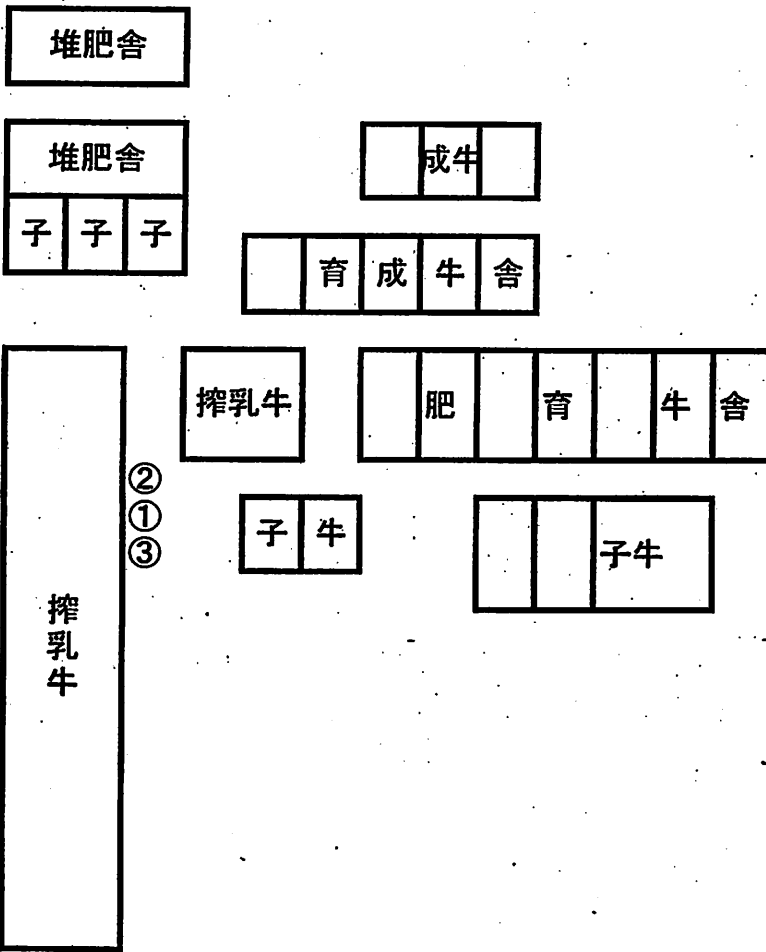 堆肥舎
堆肥舎
子 子 子
成牛
育 成 牛 舎
搾乳牛
肥 育 牛 舎
②
①
③
子 牛
子牛
搾乳牛